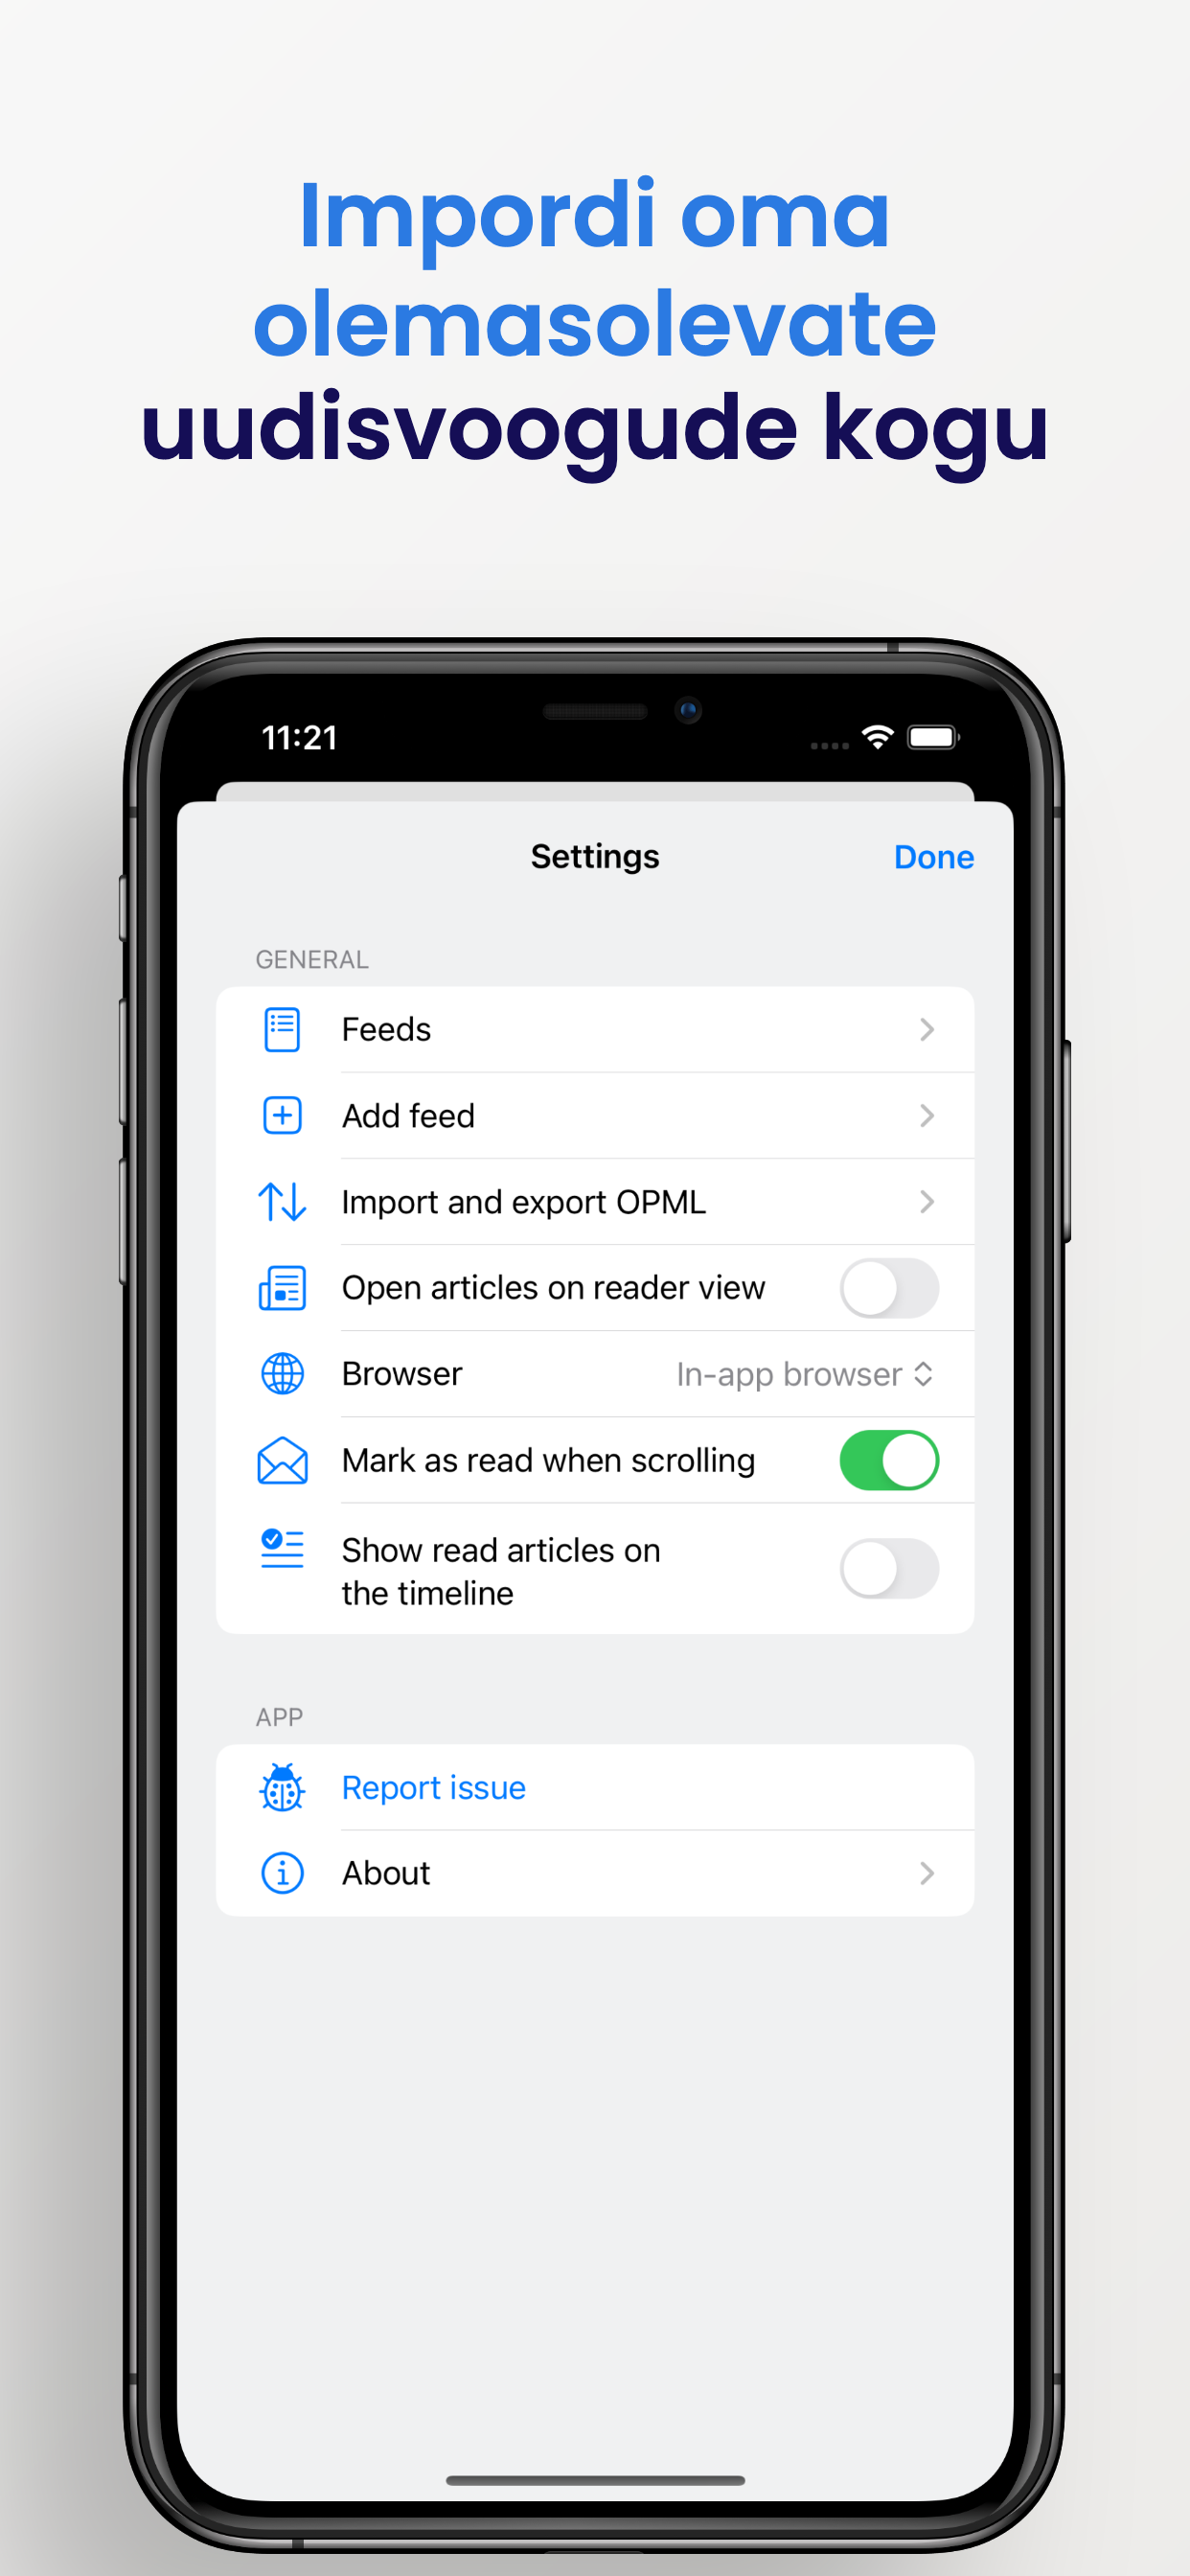 Impordi oma
olemasolevate
uudisvoogude kogu
11:21
Settings
Done
GENERAL
Feeds
Add feed
Import and export OPML
Open articles on reader view
Browser
In-app browser
Mark as read when scrolling
Show read articles on
the timeline
APP
Report issue
About